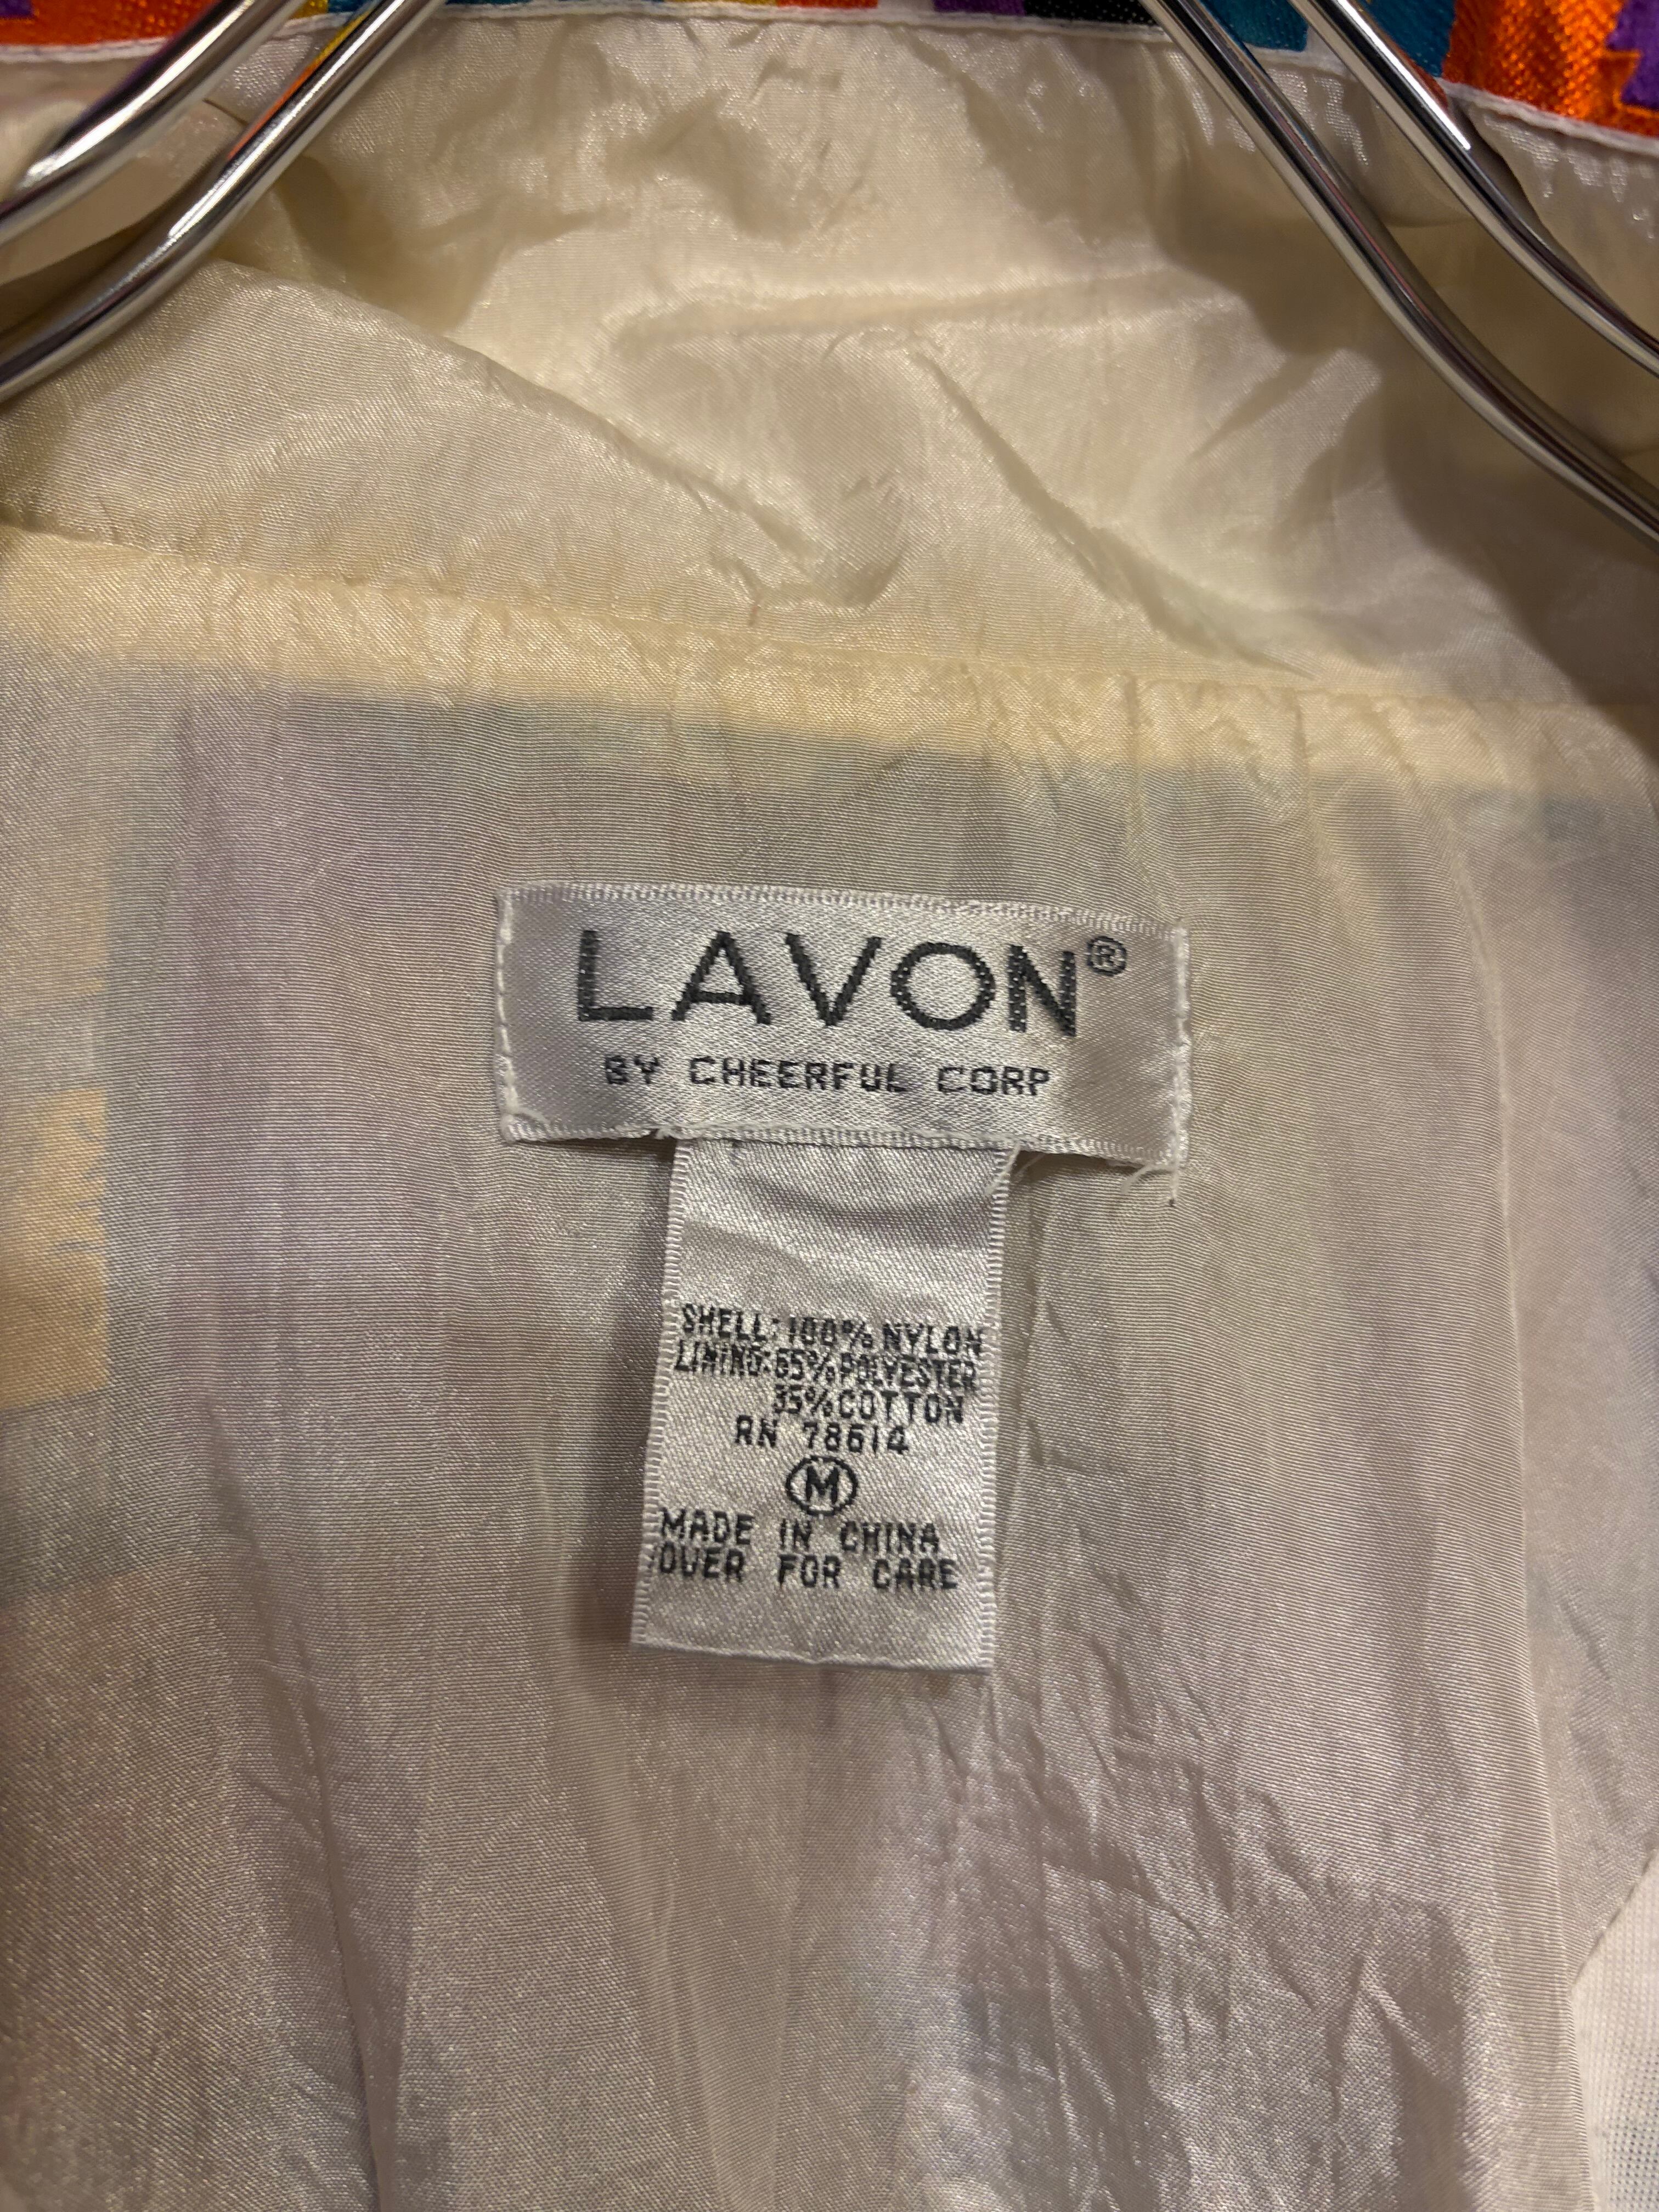 LAVON®
BY CHEERFUL CORP
SHELL: 100% NYLON
LINING: 65% POLYESTER
35% COTTON
RN 78614
M
MADE IN CHINA
OVER FOR CARE